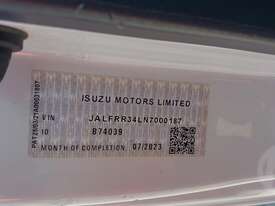 ISUZU MOTORS LIMITED
VIN JALFRR34LN7000187
ID 874039
MONTH OF COMPLETION 07/2023